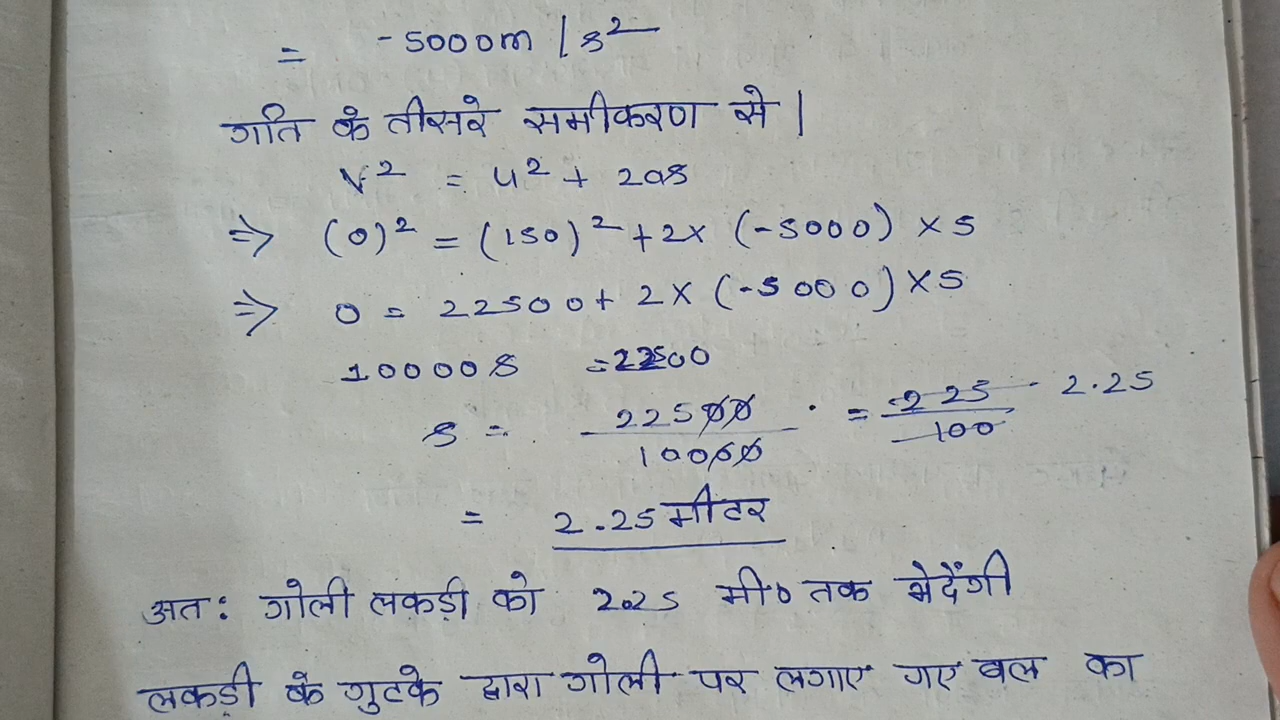 = -5000m | s²
गति के तीसरे समीकरण से |
v² = u² + 2as
⇒ (0)² = (150)² + 2x (-5000) x s
⇒ 0 = 22500 + 2x (-5000) x s
10000s = 22500
s = 22500/10000 . = 225/100 - 2.25
= 2.25 मीटर
अतः गोली लकड़ी को 2.25 मी० तक भेदेंगी
लकड़ी के गुटके द्वारा गोली पर लगाए गए बल का